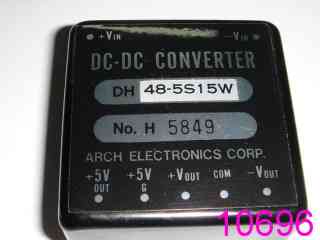 +VIN -VIN
DC-DC CONVERTER
DH 48-5S15W
No. H 5849
ARCH ELECTRONICS CORP.
+5V +5V +VOUT COM -VOUT
OUT G
10696